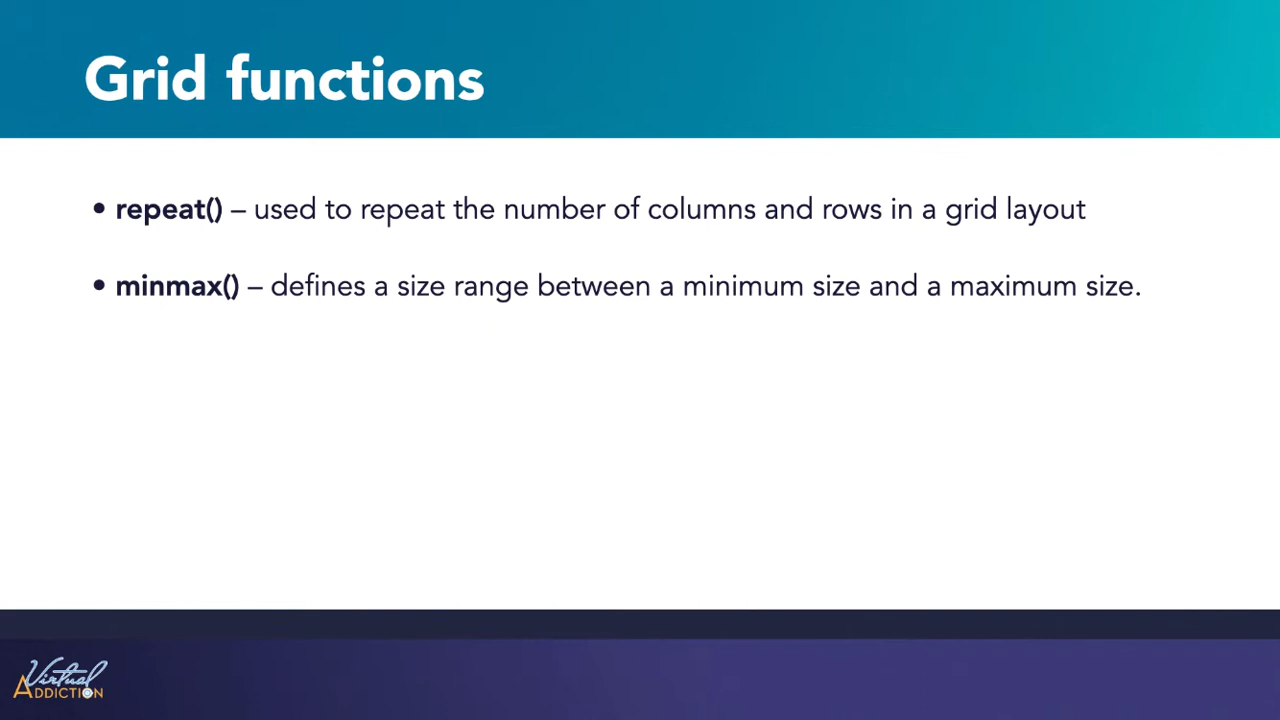 Grid functions
• repeat() – used to repeat the number of columns and rows in a grid layout
• minmax() – defines a size range between a minimum size and a maximum size.
Virtual
ADDICTION